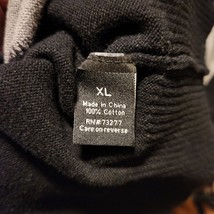 XL
Made in China
100% Cotton
RN# 73277
Care on reverse